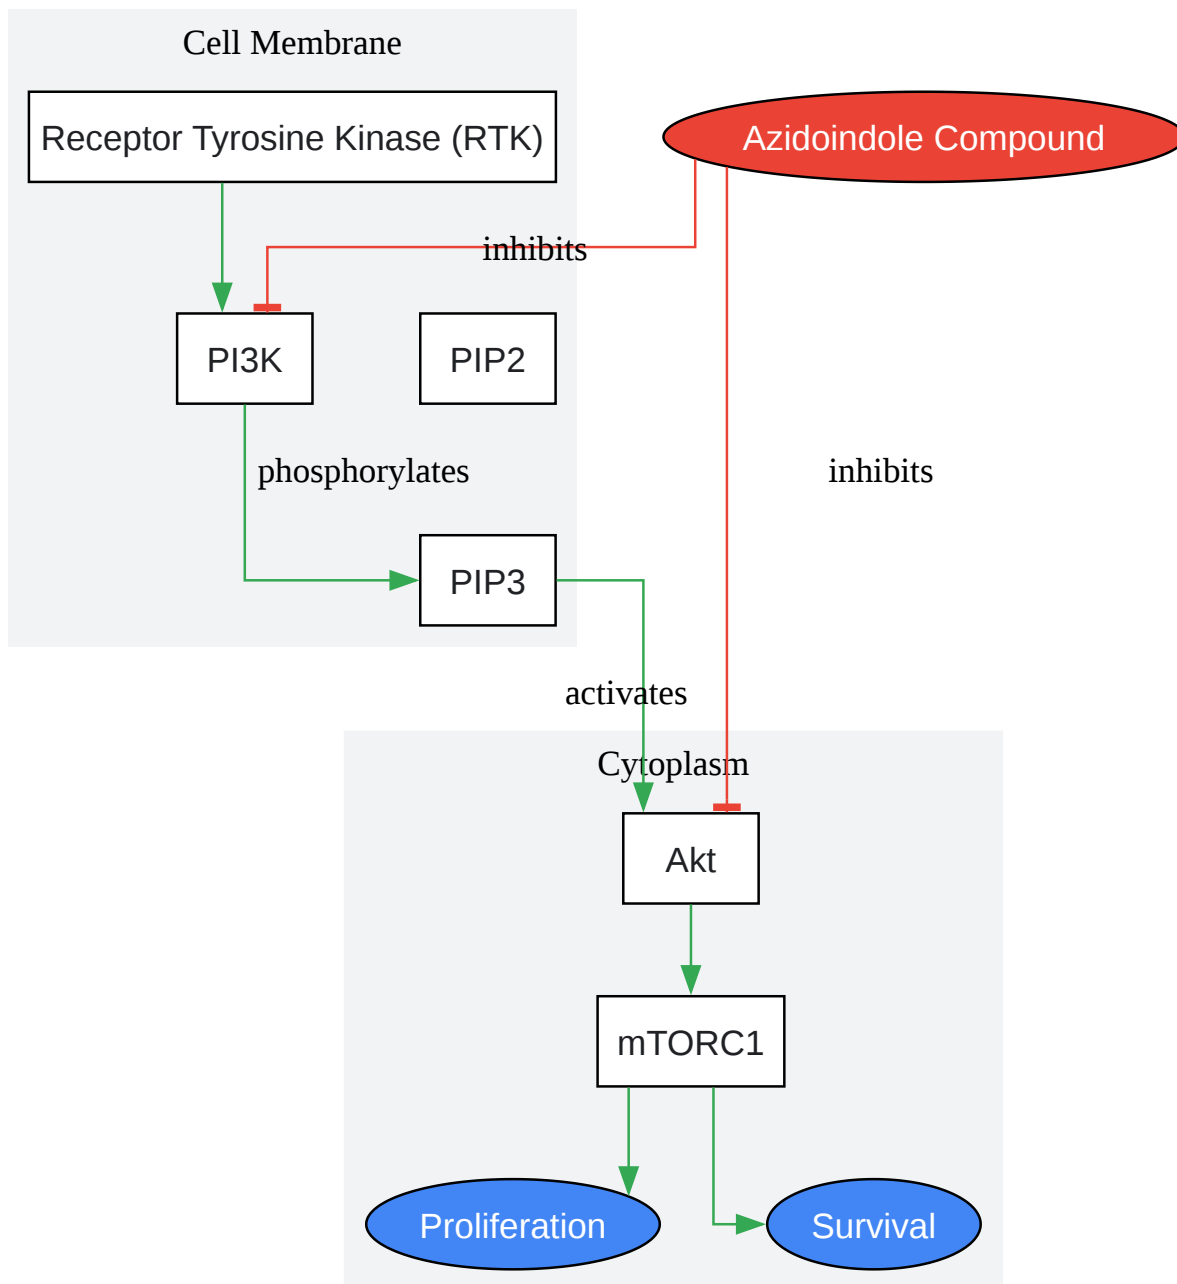 Cell Membrane
Receptor Tyrosine Kinase (RTK)
Azidoindole Compound
inhibits
PI3K
PIP2
phosphorylates
inhibits
PIP3
activates
Cytoplasm
Akt
mTORC1
Proliferation
Survival